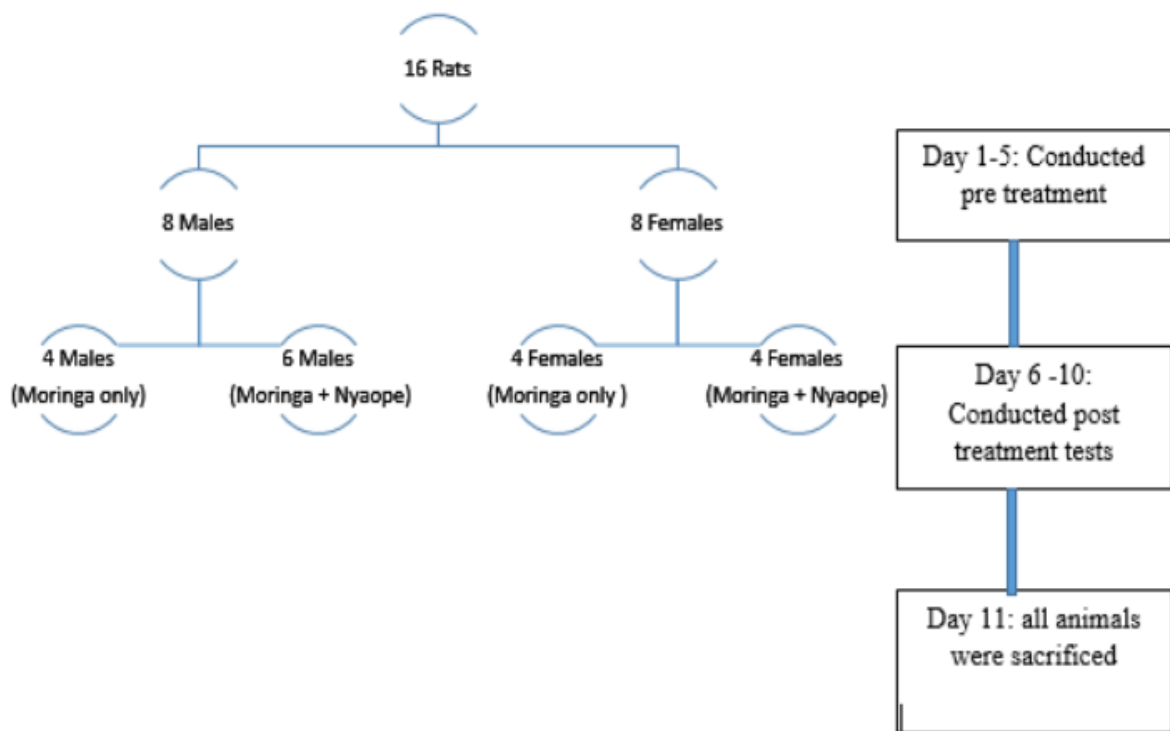 16 Rats
8 Males
8 Females
4 Males
(Moringa only)
6 Males
(Moringa + Nyaope)
4 Females
(Moringa only )
4 Females
(Moringa + Nyaope)
Day 1-5: Conducted
pre treatment
Day 6 -10:
Conducted post
treatment tests
Day 11: all animals
were sacrificed